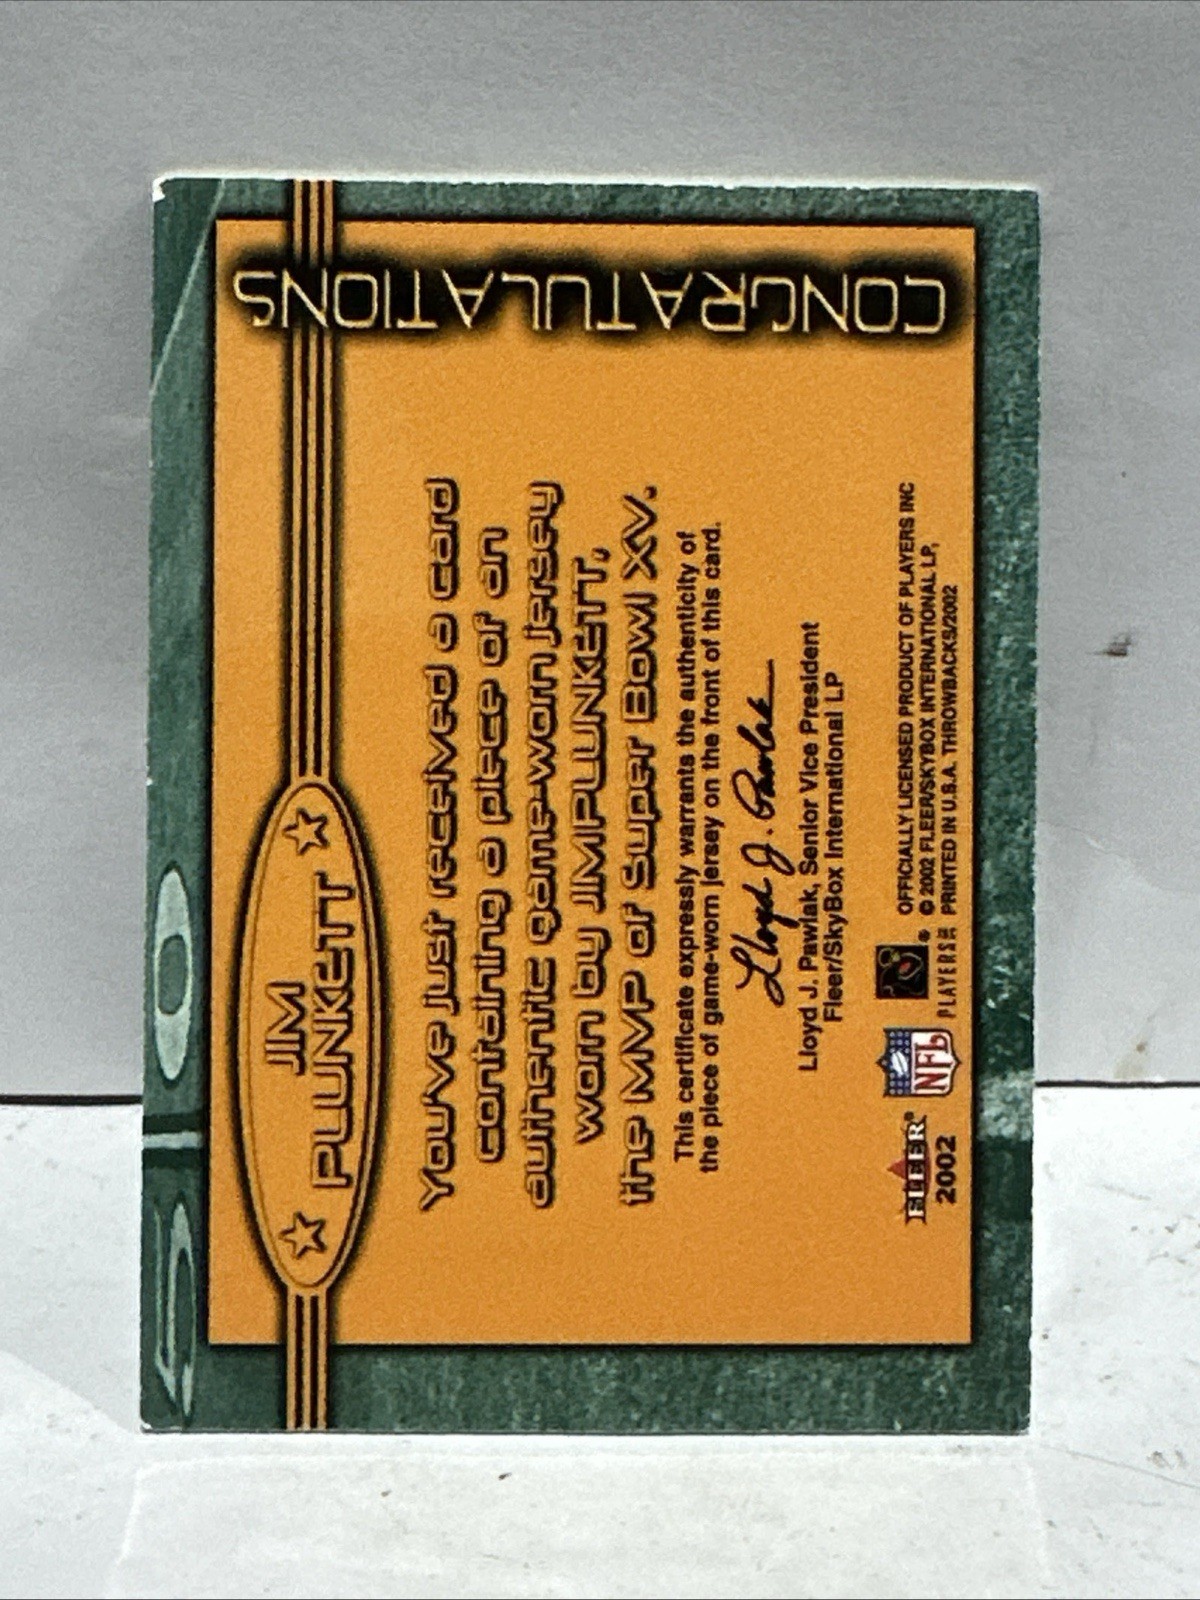 CONGRATULATIONS
JIM
PLUNKETT
You've just received a card
containing a piece of an
authentic game-worn jersey
worn by JIM PLUNKETT,
the MVP of Super Bowl XV.
This certificate expressly warrants the authenticity of
the piece of game-worn jersey on the front of this card.
Lloyd J. Pawlak
Lloyd J. Pawlak, Senior Vice President
Fleer/SkyBox International LP
FLEER®
2002
NFL
PLAYERS
OFFICIALLY LICENSED PRODUCT OF PLAYERS INC
© 2002 FLEER/SKYBOX INTERNATIONAL LP,
PRINTED IN U.S.A. THROWBACKS/2002